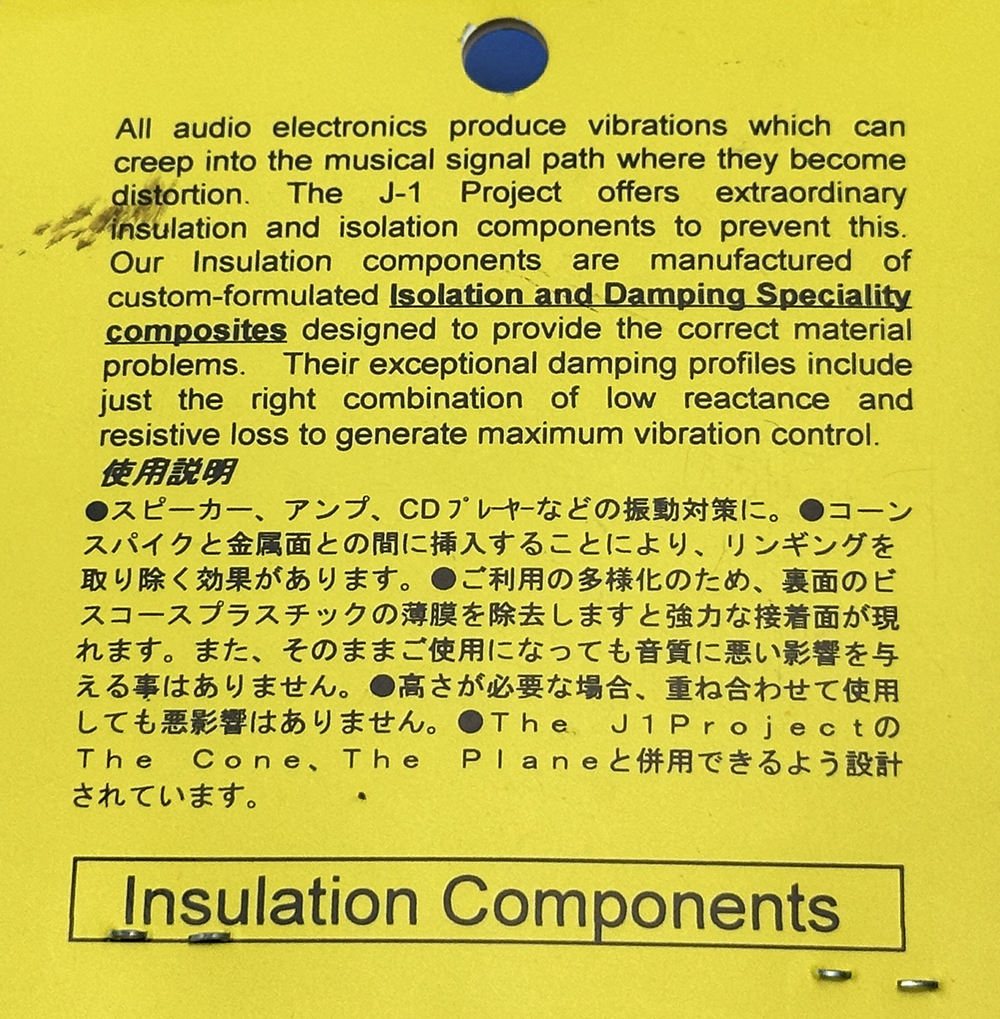 All audio electronics produce vibrations which can
creep into the musical signal path where they become
distortion. The J-1 Project offers extraordinary
insulation and isolation components to prevent this.
Our Insulation components are manufactured of
custom-formulated Isolation and Damping Speciality
composites designed to provide the correct material
problems. Their exceptional damping profiles include
just the right combination of low reactance and
resistive loss to generate maximum vibration control.
使用説明
●スピーカー、アンプ、CDプレーヤーなどの振動対策に。●コーン
スパイクと金属面との間に挿入することにより、リンギングを
取り除く効果があります。●ご利用の多様化のため、裏面のビ
スコースプラスチックの薄膜を除去しますと強力な接着面が現
れます。また、そのままご使用になっても音質に悪い影響を与
える事はありません。●高さが必要な場合、重ね合わせて使用
しても悪影響はありません。●Ｔｈｅ　Ｊ１Ｐｒｏｊｅｃｔの
Ｔｈｅ　Ｃｏｎｅ、Ｔｈｅ　Ｐｌａｎｅと併用できるよう設計
されています。
Insulation Components